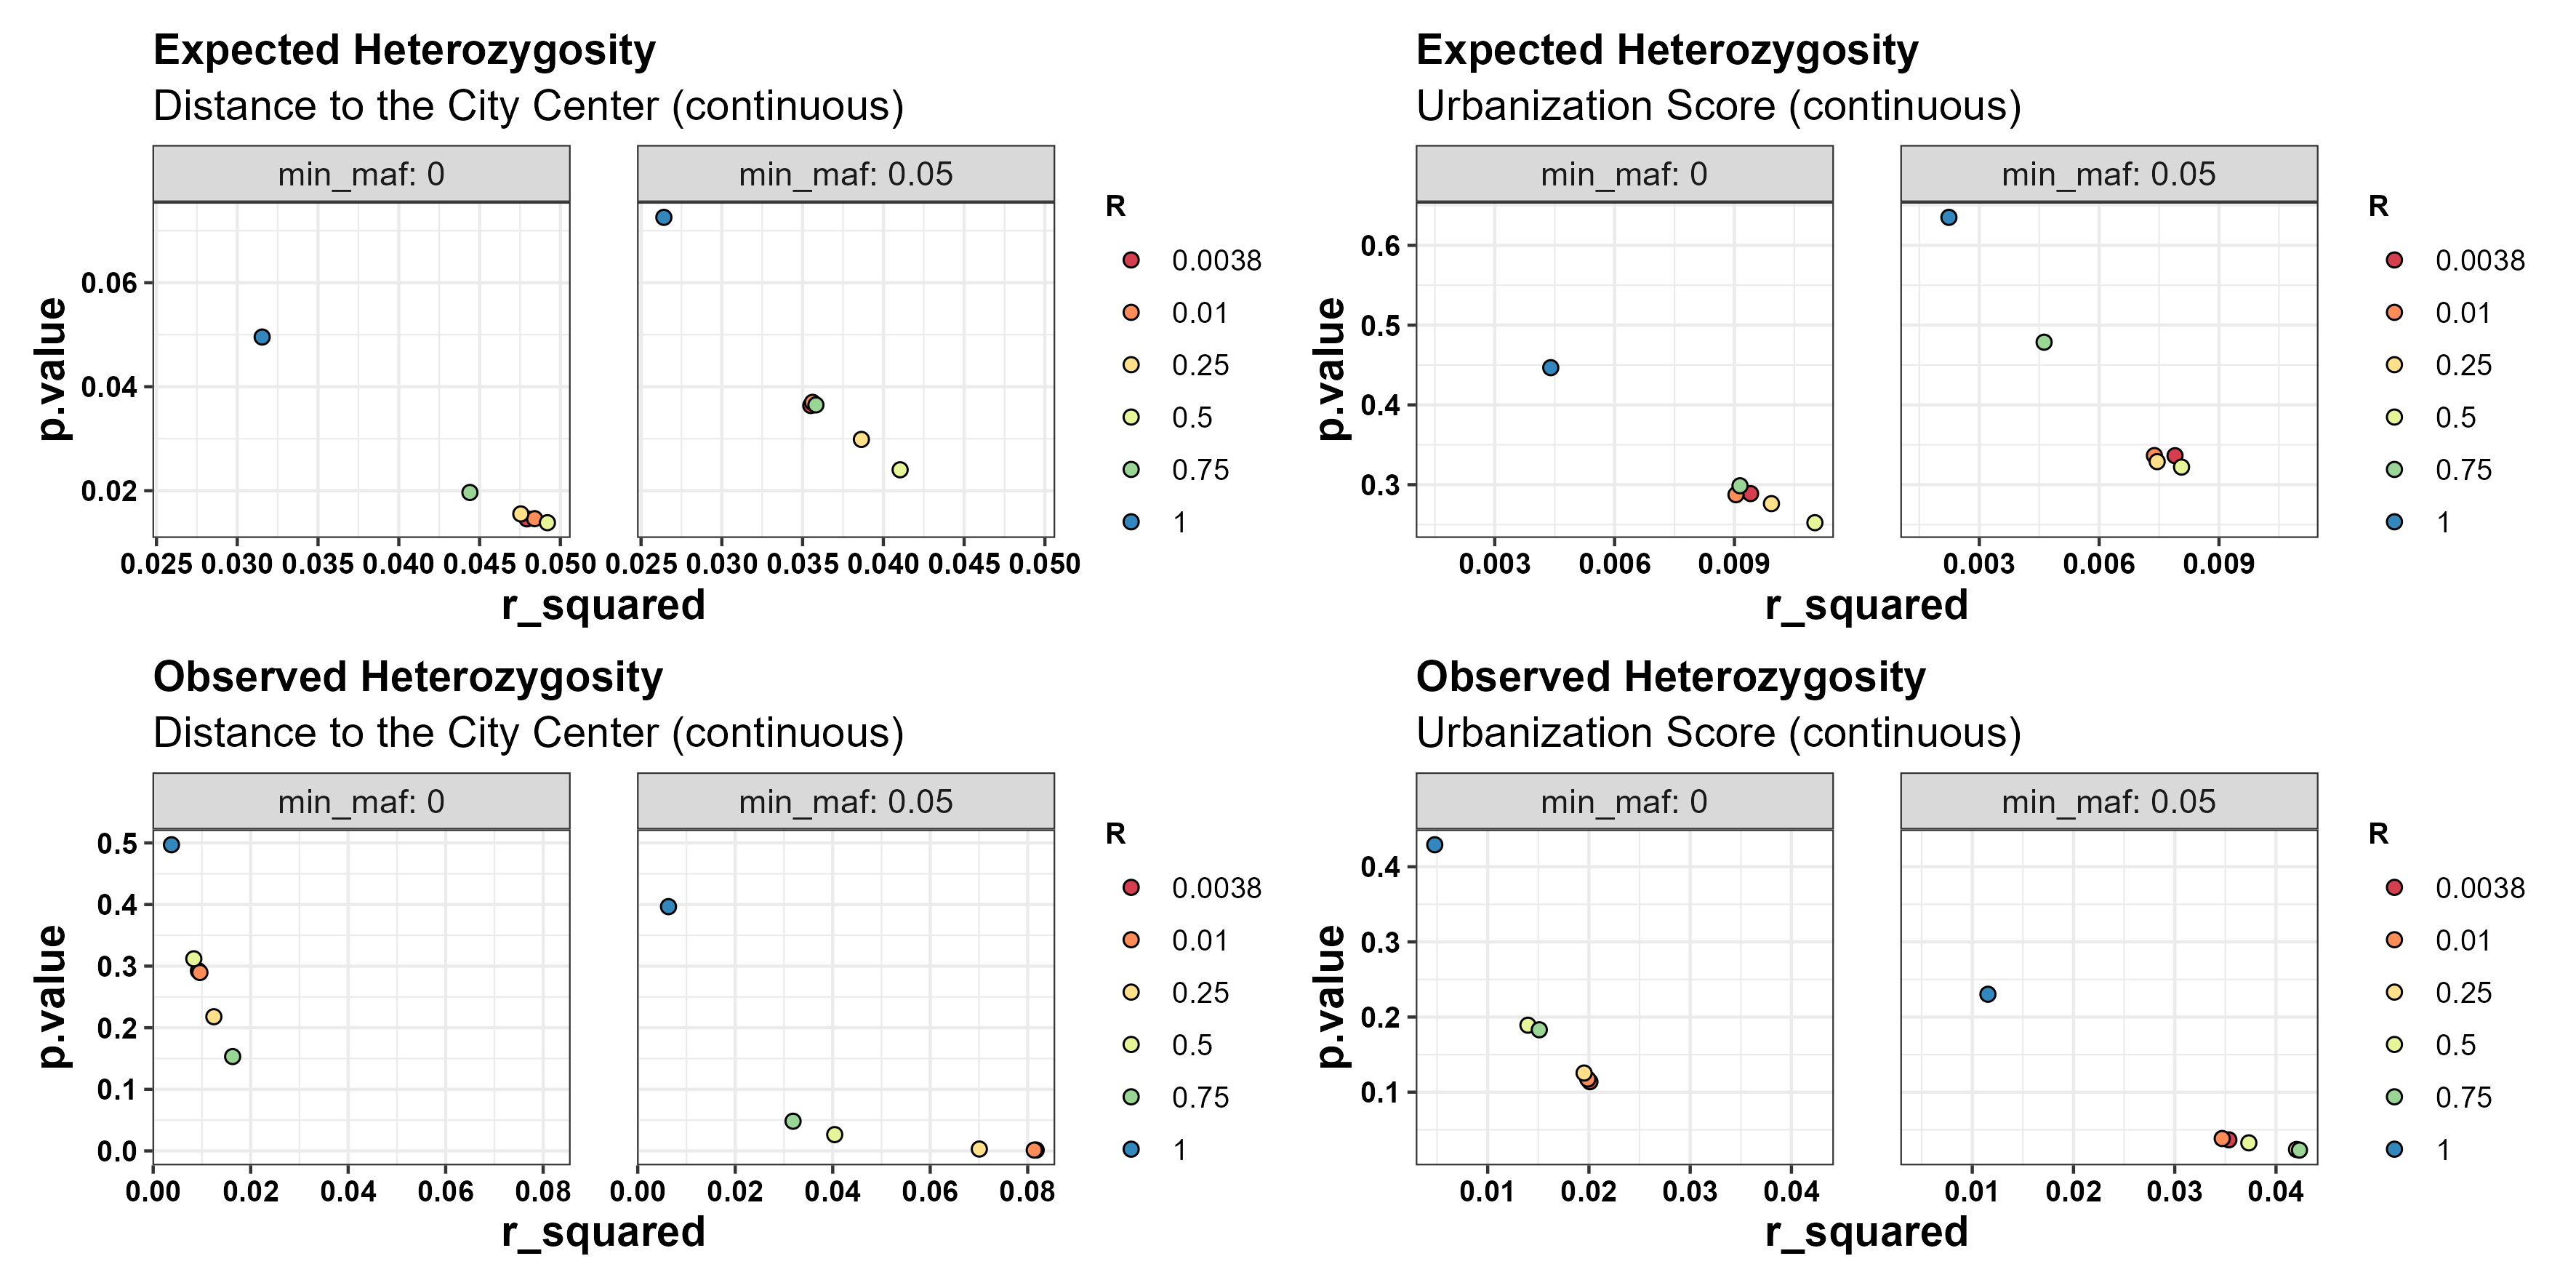 Expected Heterozygosity
Distance to the City Center (continuous)
min_maf: 0
min_maf: 0.05
p.value
0.06
0.04
0.02
0.025 0.030 0.035 0.040 0.045 0.050
0.025 0.030 0.035 0.040 0.045 0.050
r_squared
R
0.0038
0.01
0.25
0.5
0.75
1
Expected Heterozygosity
Urbanization Score (continuous)
min_maf: 0
min_maf: 0.05
p.value
0.6
0.5
0.4
0.3
0.003 0.006 0.009
0.003 0.006 0.009
r_squared
R
0.0038
0.01
0.25
0.5
0.75
1
Observed Heterozygosity
Distance to the City Center (continuous)
min_maf: 0
min_maf: 0.05
p.value
0.5
0.4
0.3
0.2
0.1
0.0
0.00 0.02 0.04 0.06 0.08
0.00 0.02 0.04 0.06 0.08
r_squared
R
0.0038
0.01
0.25
0.5
0.75
1
Observed Heterozygosity
Urbanization Score (continuous)
min_maf: 0
min_maf: 0.05
p.value
0.4
0.3
0.2
0.1
0.01 0.02 0.03 0.04
0.01 0.02 0.03 0.04
r_squared
R
0.0038
0.01
0.25
0.5
0.75
1